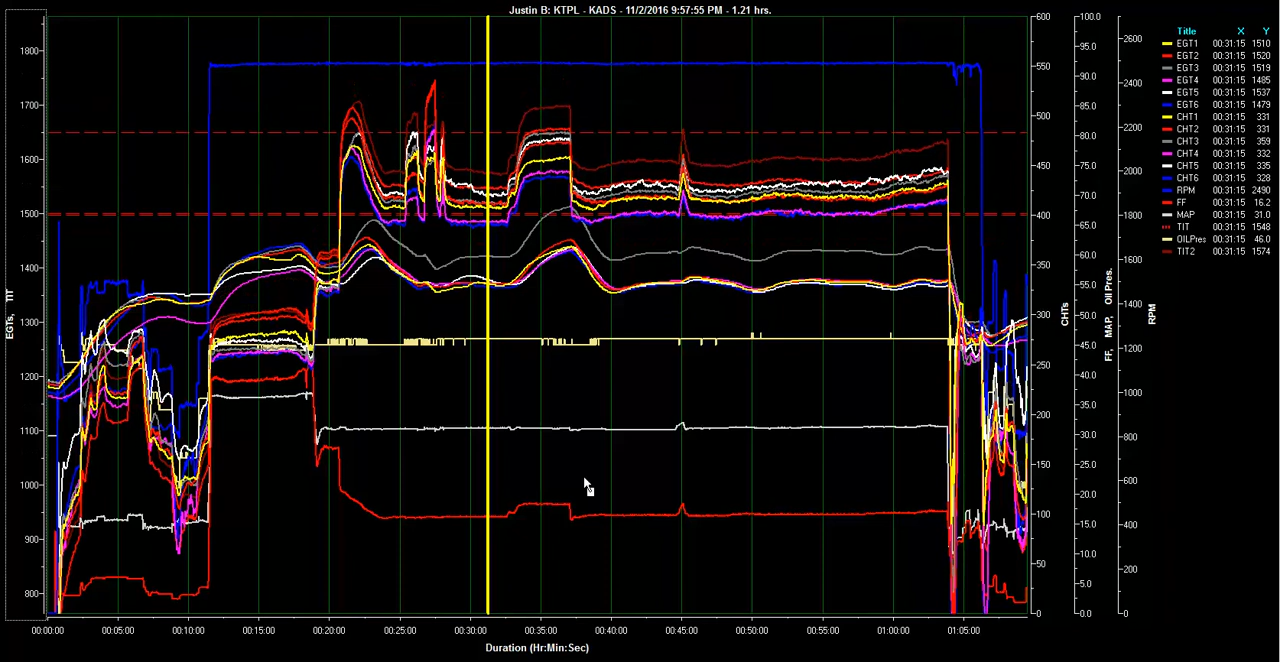 Justin B: KTPL - KADS - 11/2/2016 9:57:55 PM - 1.21 hrs.
Title X Y
EGT1 00:31:15 1510
EGT2 00:31:15 1520
EGT3 00:31:15 1519
EGT4 00:31:15 1485
EGT5 00:31:15 1537
EGT6 00:31:15 1479
CHT1 00:31:15 331
CHT2 00:31:15 331
CHT3 00:31:15 359
CHT4 00:31:15 332
CHT5 00:31:15 335
CHT6 00:31:15 328
RPM 00:31:15 2490
FF 00:31:15 16.2
MAP 00:31:15 31.0
TIT 00:31:15 1548
OILPres 00:31:15 46.0
TIT2 00:31:15 1574
EGTs, TIT
1800
1700
1600
1500
1400
1300
1200
1100
1000
900
800
600
550
500
450
400
350
300
250
200
150
100
50
0
CHTs
100.0
95.0
90.0
85.0
80.0
75.0
70.0
65.0
60.0
55.0
50.0
45.0
40.0
35.0
30.0
25.0
20.0
15.0
10.0
5.0
0.0
FF, MAP, Oil Pres.
2600
2400
2200
2000
1800
1600
1400
1200
1000
800
600
400
200
0
RPM
00:00:00 00:05:00 00:10:00 00:15:00 00:20:00 00:25:00 00:30:00 00:35:00 00:40:00 00:45:00 00:50:00 00:55:00 01:00:00 01:05:00
Duration (Hr:Min:Sec)